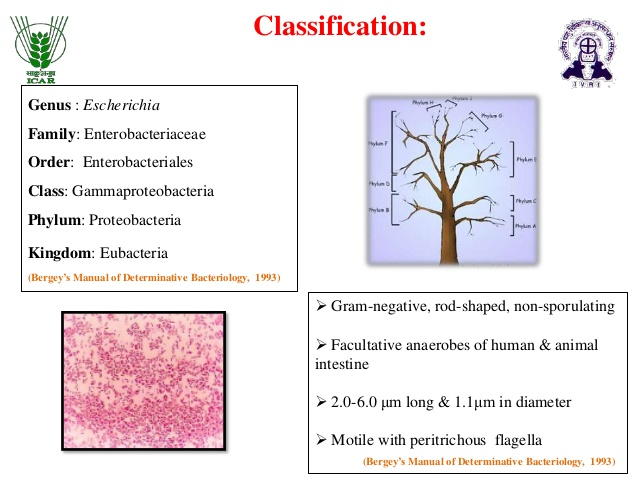 Classification:
ICAR
I V R I
Genus : Escherichia
Family: Enterobacteriaceae
Order: Enterobacteriales
Class: Gammaproteobacteria
Phylum: Proteobacteria
Kingdom: Eubacteria
(Bergey's Manual of Determinative Bacteriology, 1993)
Phylum H
Phylum G
Phylum F
Phylum E
Phylum D
Phylum C
Phylum B
Phylum A
➢ Gram-negative, rod-shaped, non-sporulating
➢ Facultative anaerobes of human & animal
intestine
➢ 2.0-6.0 μm long & 1.1μm in diameter
➢ Motile with peritrichous flagella
(Bergey's Manual of Determinative Bacteriology, 1993)